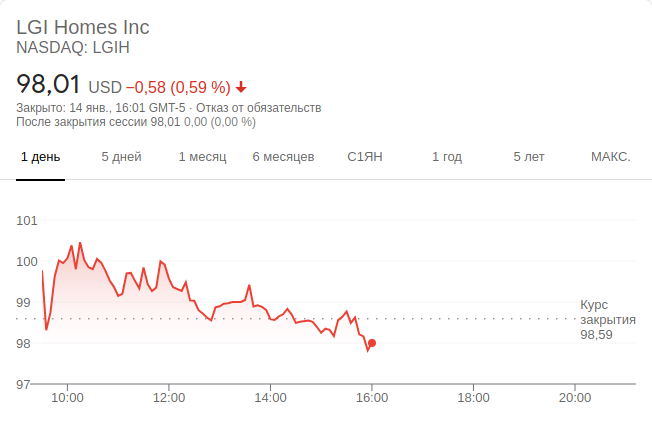 LGI Homes Inc
NASDAQ: LGIH
98,01 USD −0,58 (0,59 %)
Закрыто: 14 янв., 16:01 GMT-5 · Отказ от обязательств
После закрытия сессии 98,01 0,00 (0,00 %)
1 день 5 дней 1 месяц 6 месяцев С1ЯН 1 год 5 лет МАКС.
101
100
99
98
97
Курс
закрытия
98,59
10:00 12:00 14:00 16:00 18:00 20:00